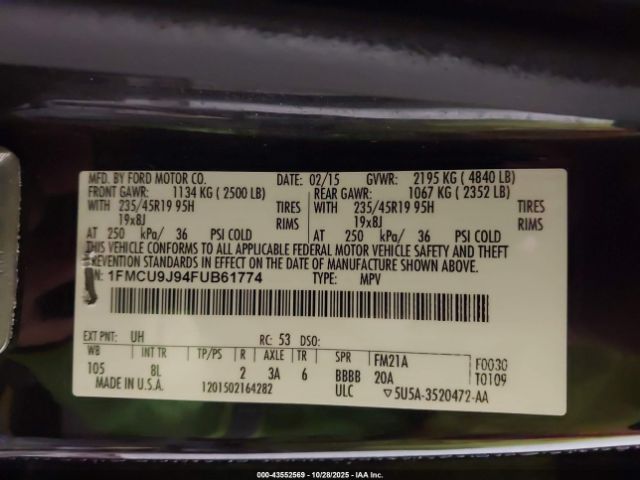 MFD. BY FORD MOTOR CO. DATE: 02/15 GVWR: 2195 KG ( 4840 LB)
FRONT GAWR: 1134 KG ( 2500 LB) REAR GAWR: 1067 KG ( 2352 LB)
WITH 235/45R19 95H TIRES WITH 235/45R19 95H TIRES
19x8J RIMS 19x8J RIMS
AT 250 kPa/ 36 PSI COLD AT 250 kPa/ 36 PSI COLD
THIS VEHICLE CONFORMS TO ALL APPLICABLE FEDERAL MOTOR VEHICLE SAFETY AND THEFT
PREVENTION STANDARDS IN EFFECT ON THE DATE OF MANUFACTURE SHOWN ABOVE.
1FMCU9J94FUB61774 TYPE: MPV
EXT PNT: UH RC: 53 DSO:
WB INT TR TP/PS R AXLE TR SPR FM21A F0030
105 8L 2 3A 6 BBBB 20A T0109
MADE IN U.S.A. 1201502164282 ULC ▽5U5A-3520472-AA
000-43552569 - 10/28/2025 - IAA Inc.